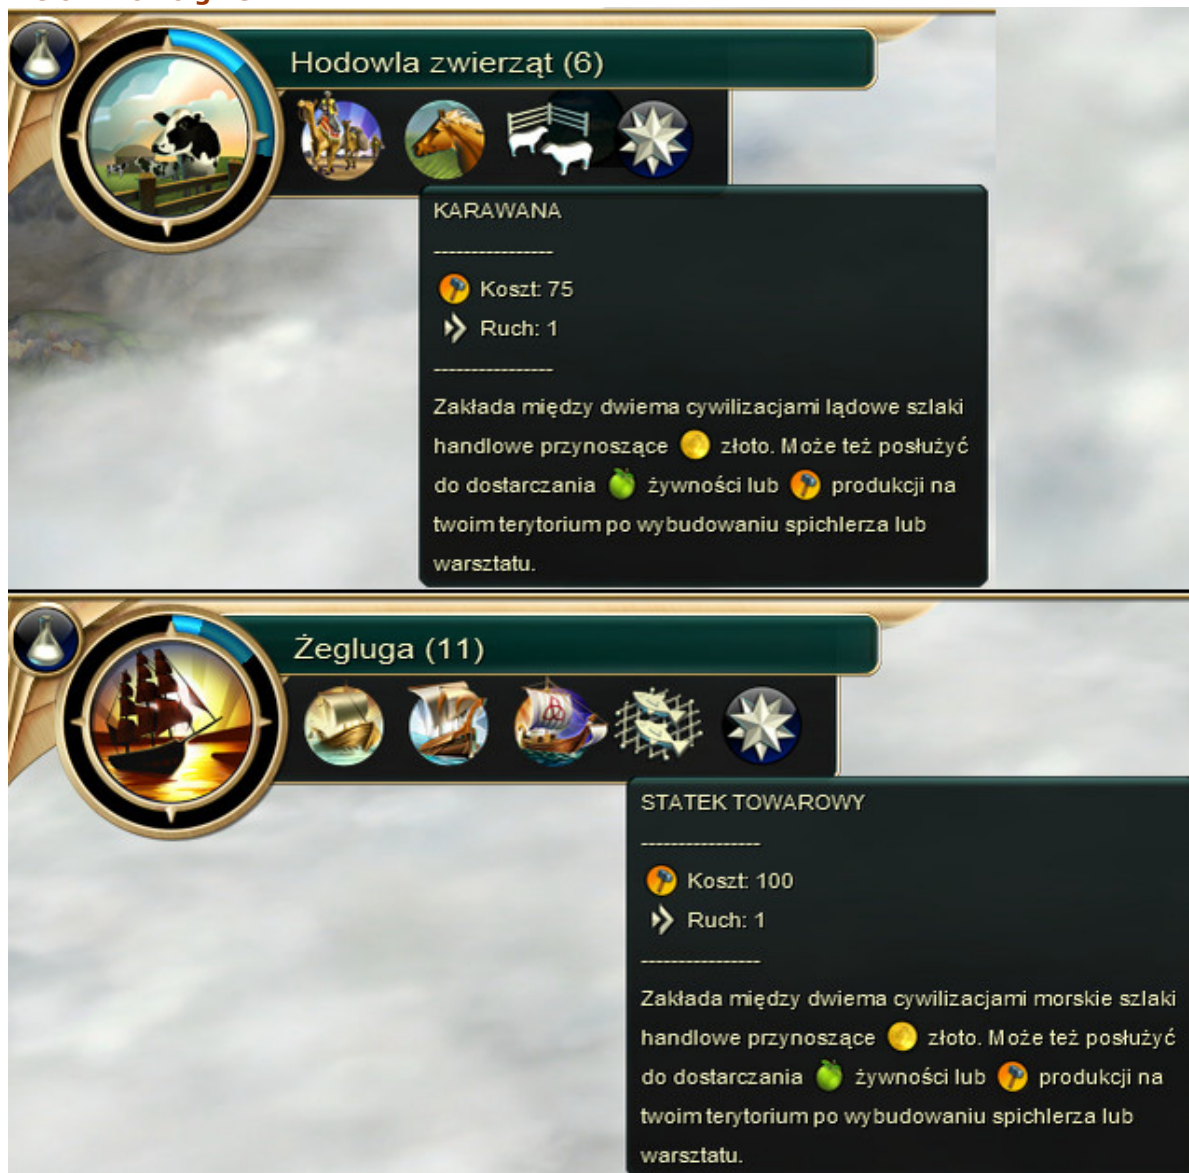 Hodowla zwierząt (6)
KARAWANA
----------------
Koszt: 75
Ruch: 1
----------------
Zakłada między dwiema cywilizacjami lądowe szlaki
handlowe przynoszące złoto. Może też posłużyć
do dostarczania żywności lub produkcji na
twoim terytorium po wybudowaniu spichlerza lub
warsztatu.
Żegluga (11)
STATEK TOWAROWY
----------------
Koszt: 100
Ruch: 1
----------------
Zakłada między dwiema cywilizacjami morskie szlaki
handlowe przynoszące złoto. Może też posłużyć
do dostarczania żywności lub produkcji na
twoim terytorium po wybudowaniu spichlerza lub
warsztatu.